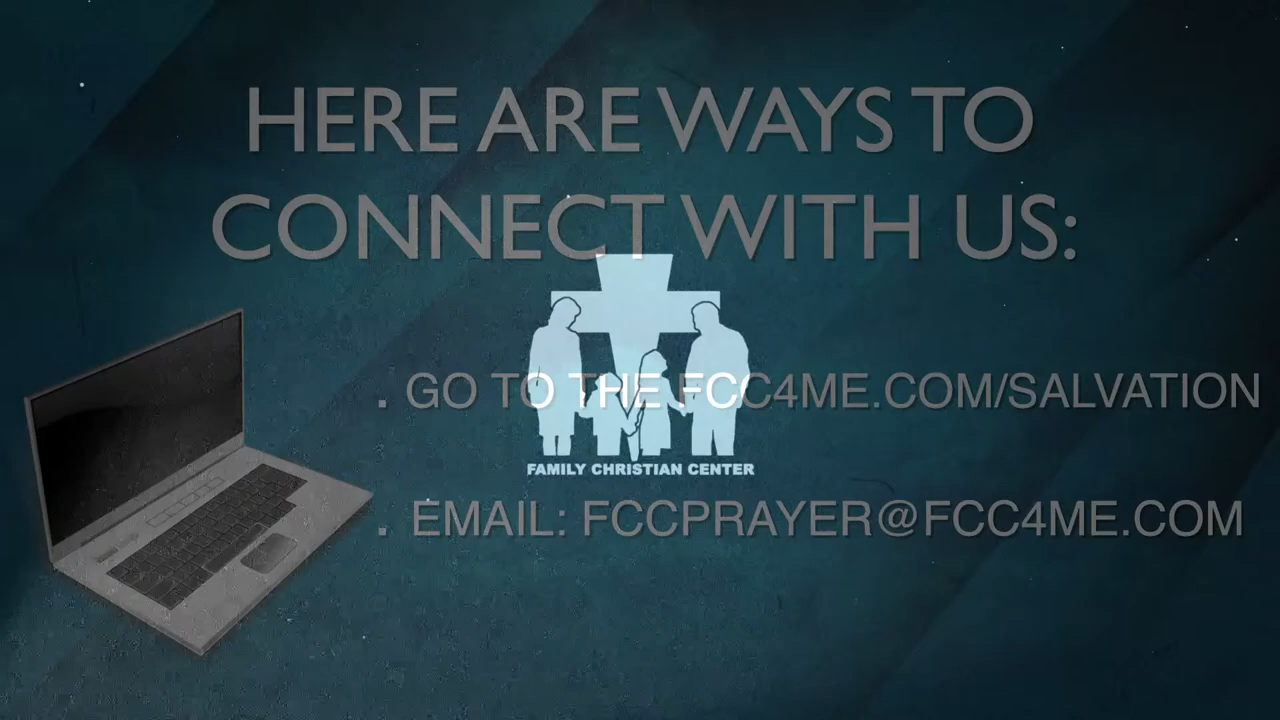 HERE ARE WAYS TO
CONNECT WITH US:
. GO TO THE FCC4ME.COM/SALVATION
FAMILY CHRISTIAN CENTER
. EMAIL: FCCPRAYER@FCC4ME.COM